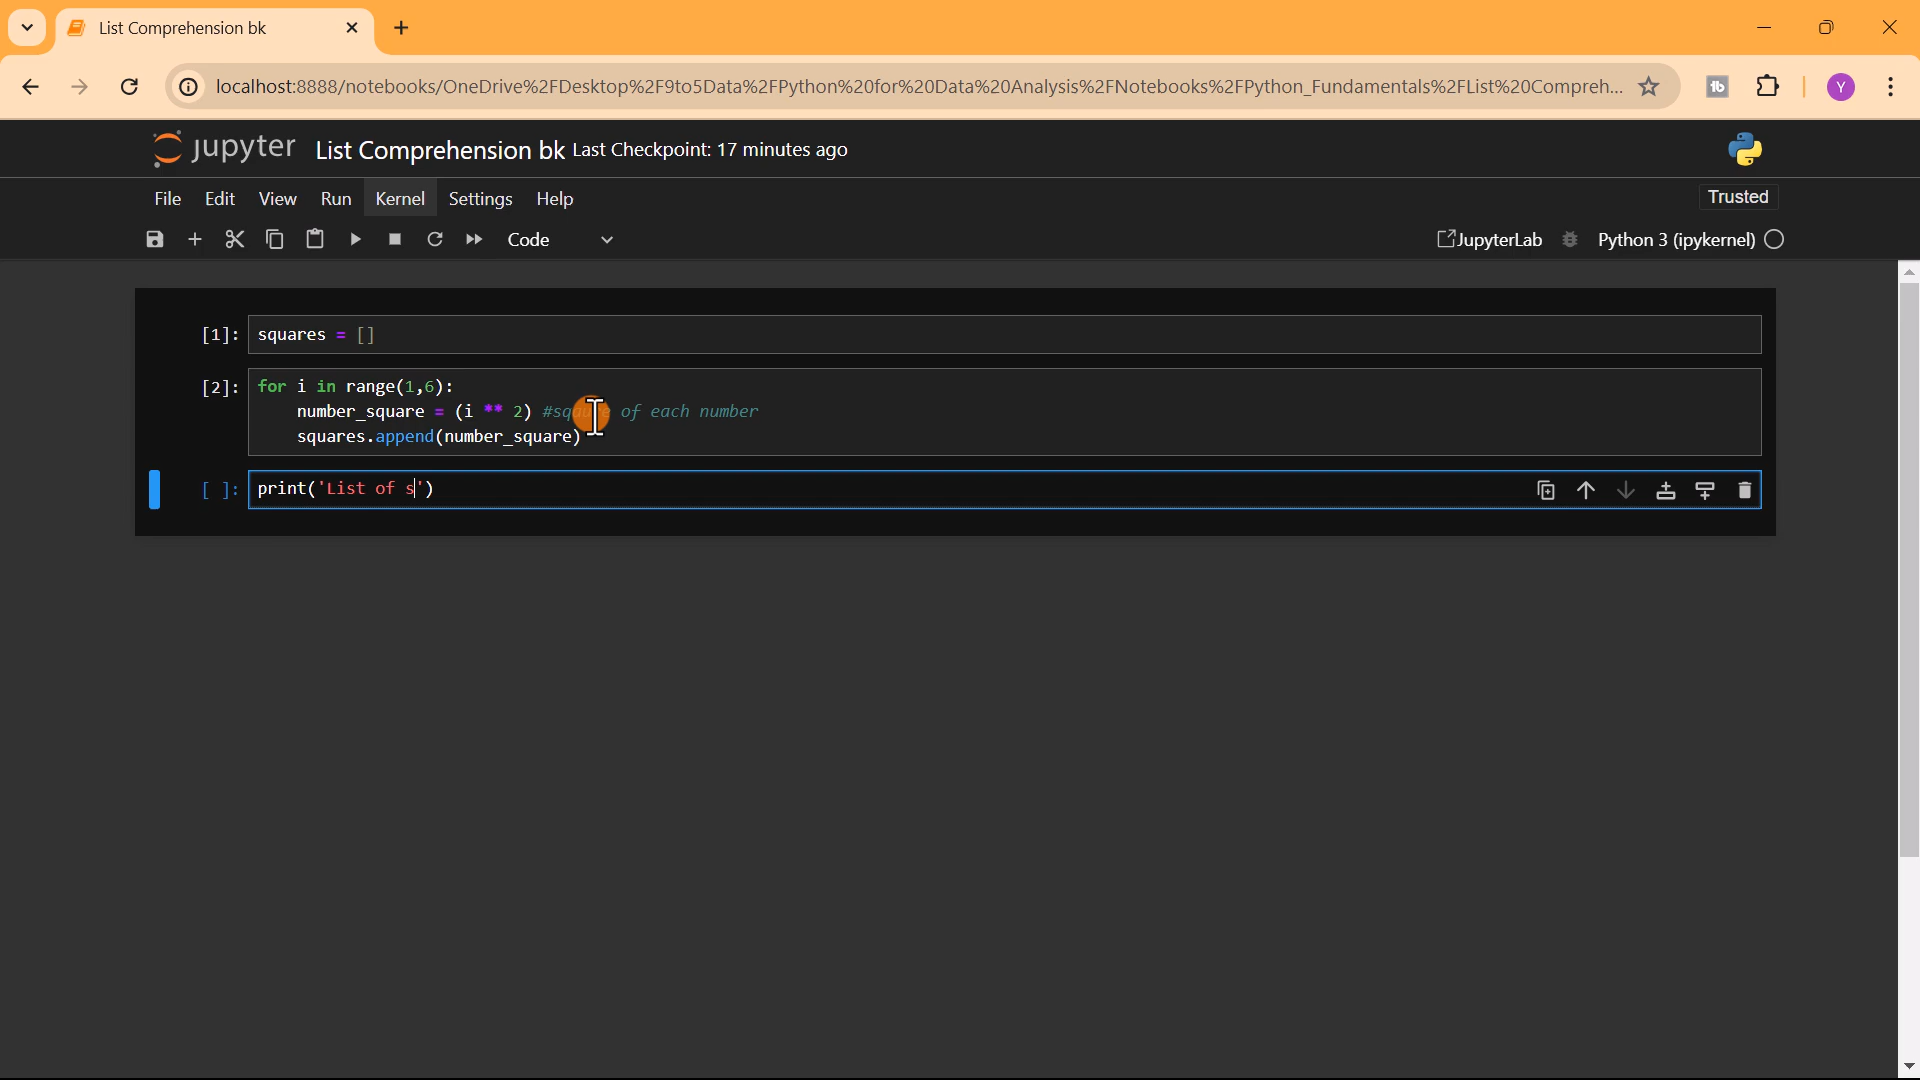 List Comprehension bk
localhost:8888/notebooks/OneDrive%2FDesktop%2F9to5Data%2FPython%20for%20Data%20Analysis%2FNotebooks%2FPython_Fundamentals%2FList%20Compreh...
Y
jupyter List Comprehension bk Last Checkpoint: 17 minutes ago
File Edit View Run Kernel Settings Help Trusted
Code JupyterLab Python 3 (ipykernel)
[1]: squares = []
[2]: for i in range(1,6):
number_square = (i ** 2) # of each number
squares.append(number_square)
[ ]: print('List of s')